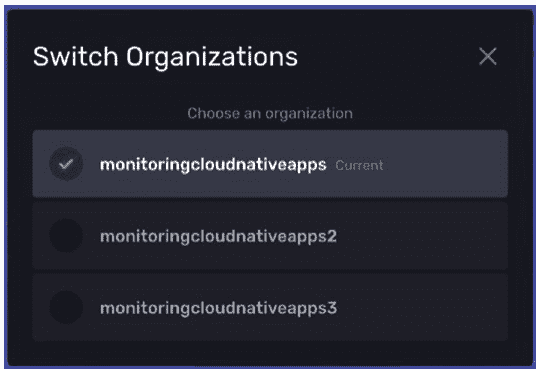 Switch Organizations
Choose an organization
monitoringcloudnativeapps Current
monitoringcloudnativeapps2
monitoringcloudnativeapps3